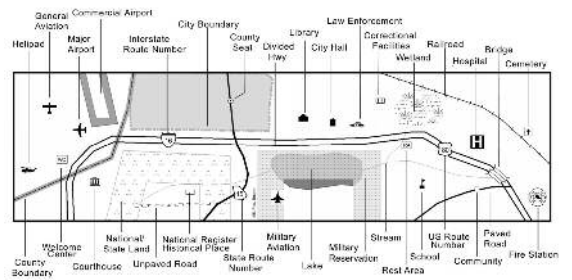 General
Aviation
Commercial Airport
Helipad
Major
Airport
Interstate
Route Number
City Boundary
County
Seat
Divided
Hwy
Library
City Hall
Law Enforcement
Correctional
Facilities
Wetland
Railroad
Hospital
Bridge
Cemetery
H
County
Boundary
Welcome
Center
Courthouse
National/
State Land
Unpaved Road
National Register
Historical Place
State Route
Number
Military
Aviation
Lake
Military
Reservation
Stream
Rest Area
School
US Route
Number
Community
Paved
Road
Fire Station